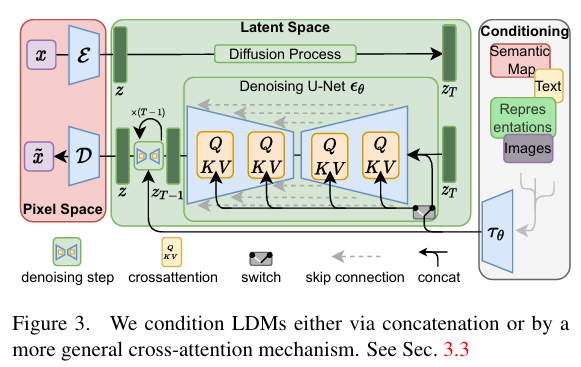 Latent Space
Conditioning
x
ℰ
z
Diffusion Process
z_T
Semantic
Map
Text
Repres
entations
Images
Denoising U-Net ϵ_θ
×(T−1)
Q
KV
Q
KV
Q
KV
Q
KV
x̃
𝒟
z
z_{T−1}
z_T
Pixel Space
τ_θ
Q
KV
denoising step
crossattention
switch
skip connection
concat
Figure 3. We condition LDMs either via concatenation or by a
more general cross-attention mechanism. See Sec. 3.3